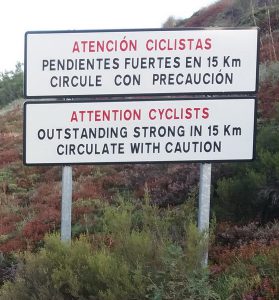 ATENCIÓN CICLISTAS
PENDIENTES FUERTES EN 15 Km
CIRCULE CON PRECAUCIÓN
ATTENTION CYCLISTS
OUTSTANDING STRONG IN 15 Km
CIRCULATE WITH CAUTION